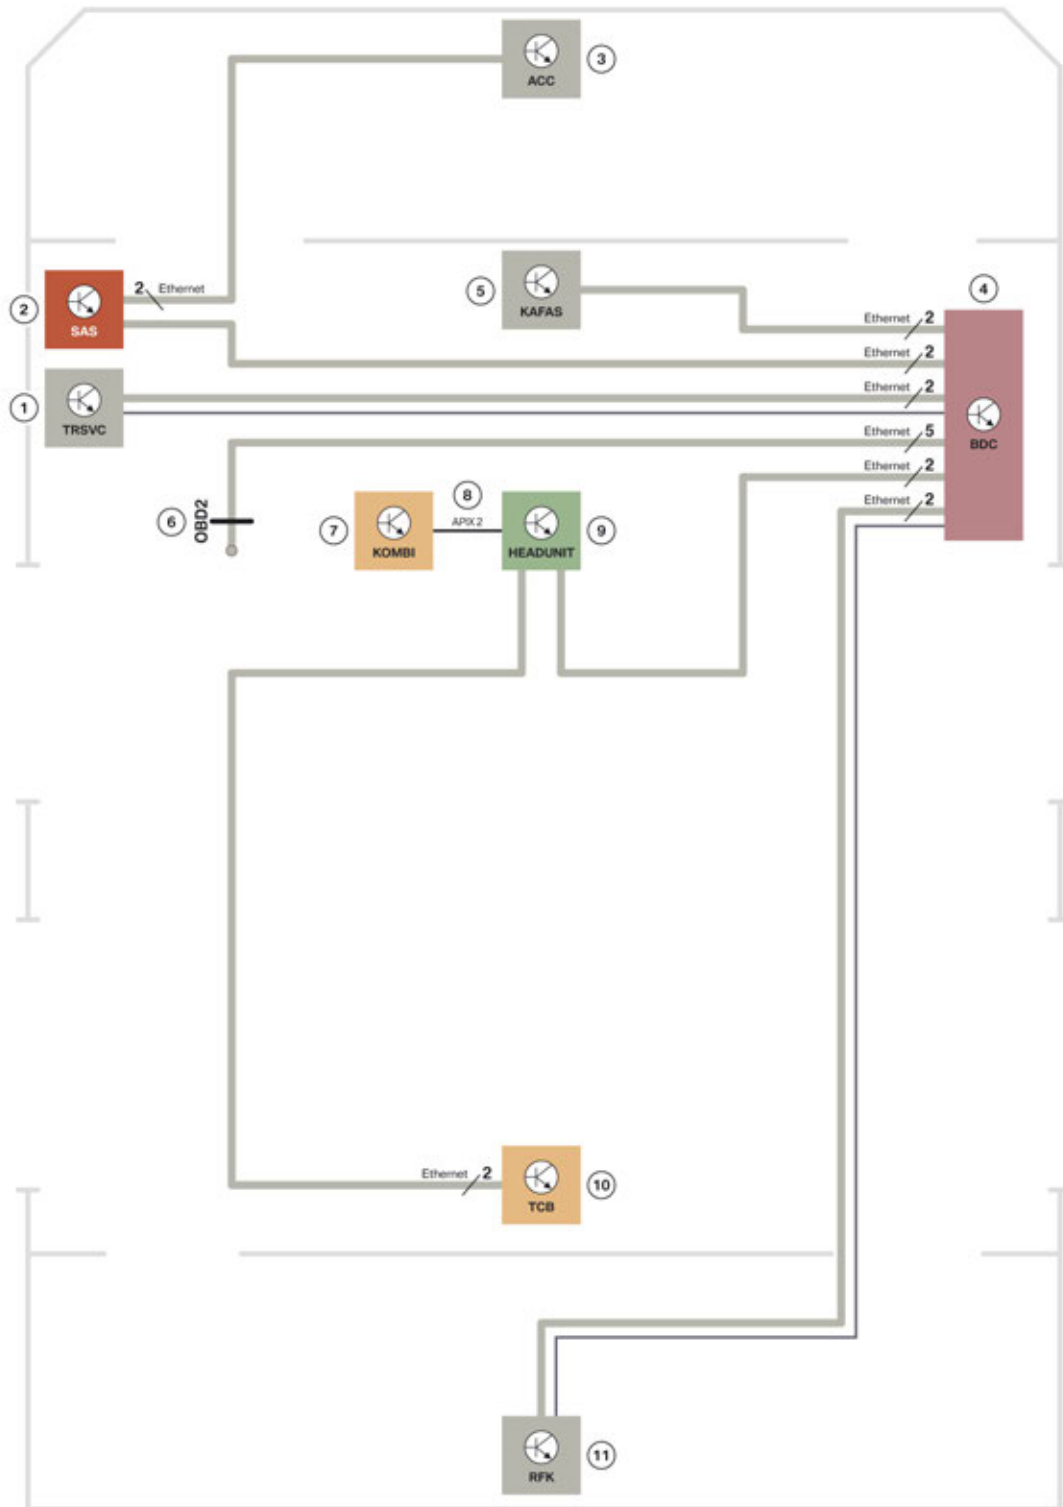 3
ACC
2
SAS
2 Ethernet
5
KAFAS
4
Ethernet 2
Ethernet 2
Ethernet 2
1
TRSVC
Ethernet 5
BDC
Ethernet 2
Ethernet 2
6
OBD2
7
KOMBI
8
APIX 2
HEADUNIT
9
Ethernet 2
TCB
10
RFK
11